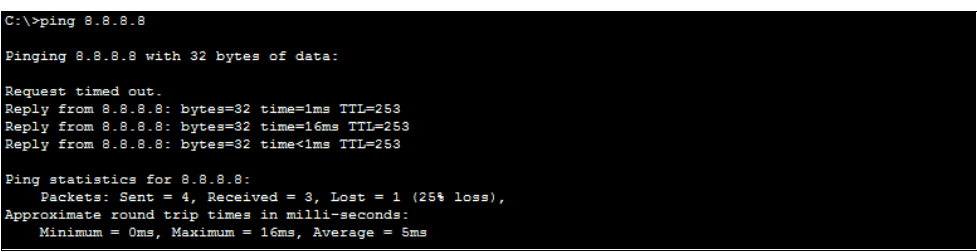 C:\>ping 8.8.8.8
Pinging 8.8.8.8 with 32 bytes of data:
Request timed out.
Reply from 8.8.8.8: bytes=32 time=1ms TTL=253
Reply from 8.8.8.8: bytes=32 time=16ms TTL=253
Reply from 8.8.8.8: bytes=32 time<1ms TTL=253
Ping statistics for 8.8.8.8:
Packets: Sent = 4, Received = 3, Lost = 1 (25% loss),
Approximate round trip times in milli-seconds:
Minimum = 0ms, Maximum = 16ms, Average = 5ms